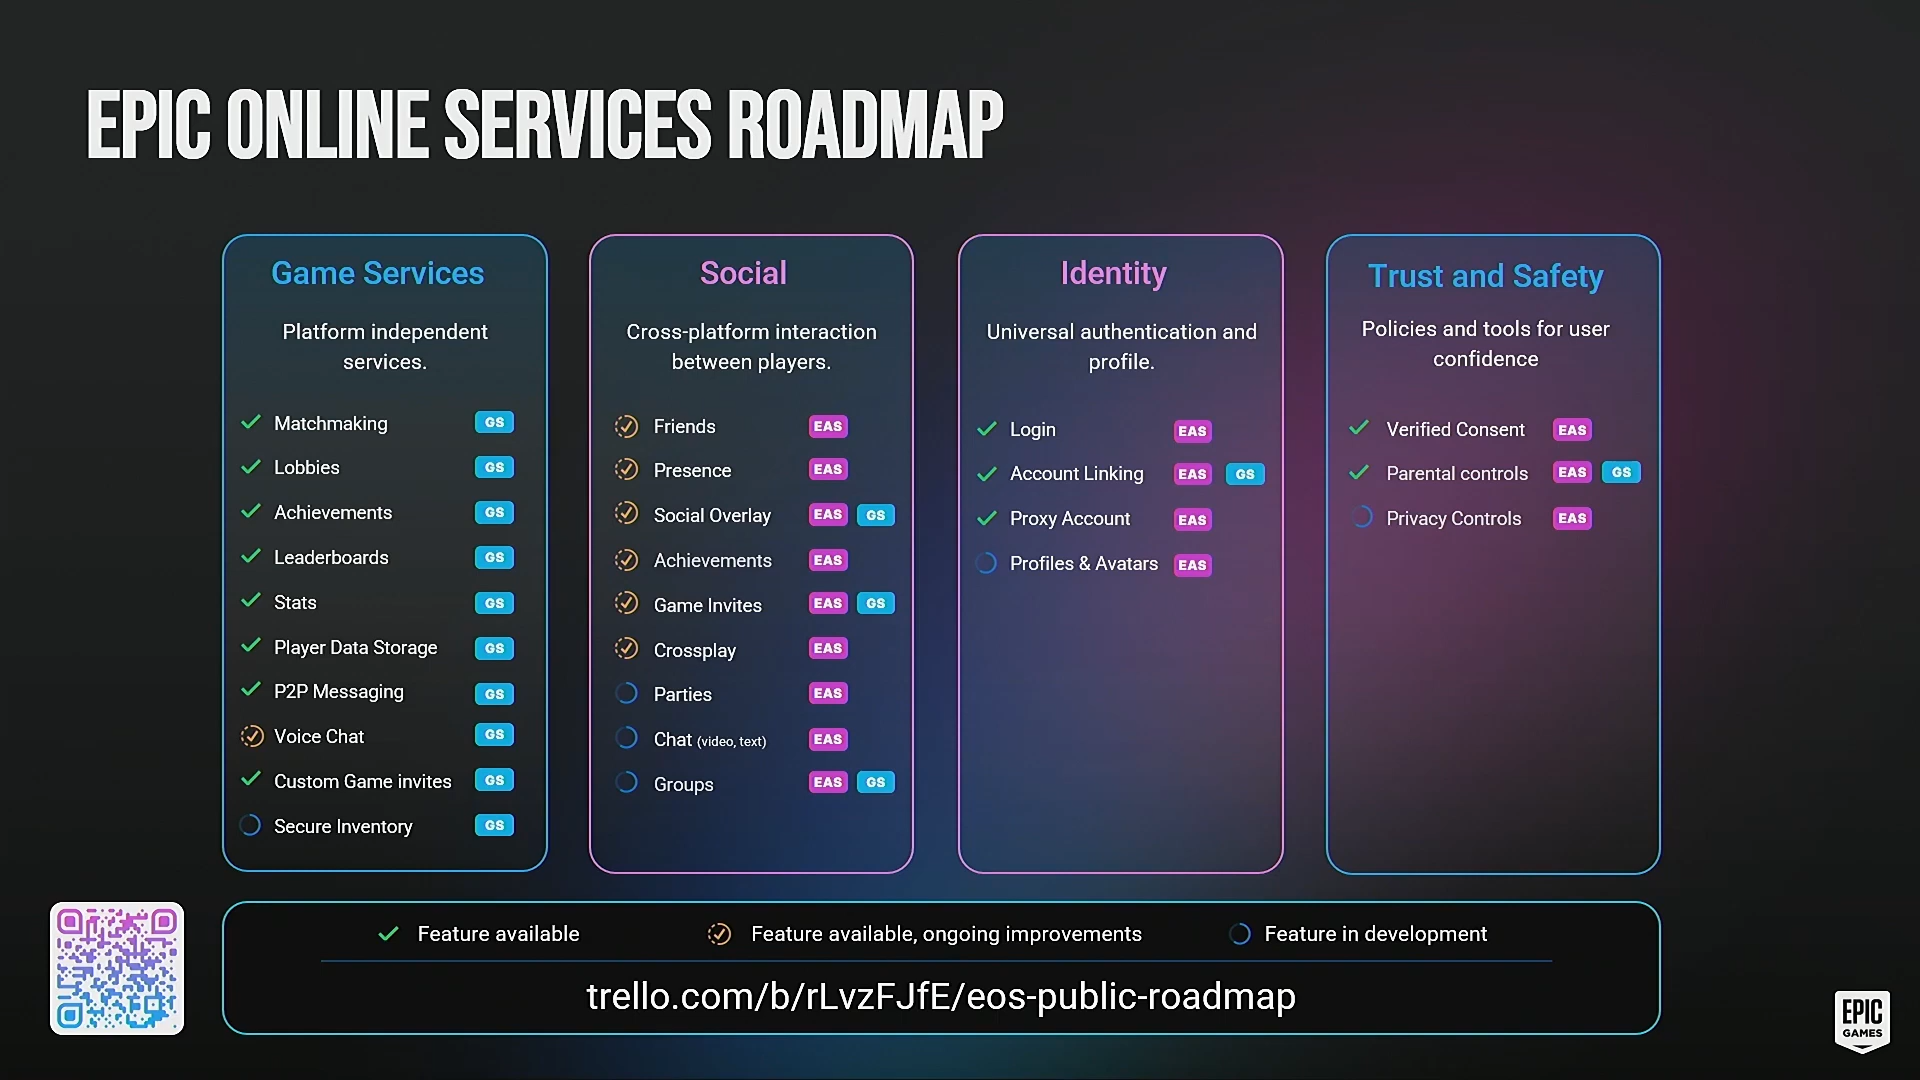 EPIC ONLINE SERVICES ROADMAP
Game Services
Platform independent
services.
Matchmaking GS
Lobbies GS
Achievements GS
Leaderboards GS
Stats GS
Player Data Storage GS
P2P Messaging GS
Voice Chat GS
Custom Game invites GS
Secure Inventory GS
Social
Cross-platform interaction
between players.
Friends EAS
Presence EAS
Social Overlay EAS GS
Achievements EAS
Game Invites EAS GS
Crossplay EAS
Parties EAS
Chat (video, text) EAS
Groups EAS GS
Identity
Universal authentication and
profile.
Login EAS
Account Linking EAS GS
Proxy Account EAS
Profiles & Avatars EAS
Trust and Safety
Policies and tools for user
confidence
Verified Consent EAS
Parental controls EAS GS
Privacy Controls EAS
Feature available
Feature available, ongoing improvements
Feature in development
trello.com/b/rLvzFJfE/eos-public-roadmap
EPIC
GAMES